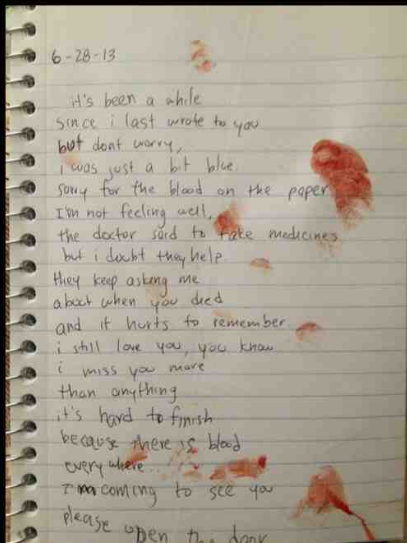 6-28-13
it's been a while
since i last wrote to you
but dont worry,
i was just a bit blue
sorry for the blood on the paper
I'm not feeling well,
the doctor said to take medicines
but i doubt they help.
they keep asking me
about when you died
and it hurts to remember
i still love you, you know
i miss you more
than anything
it's hard to finish
because there is blood
everywhere...
I'm coming to see you
please open the door